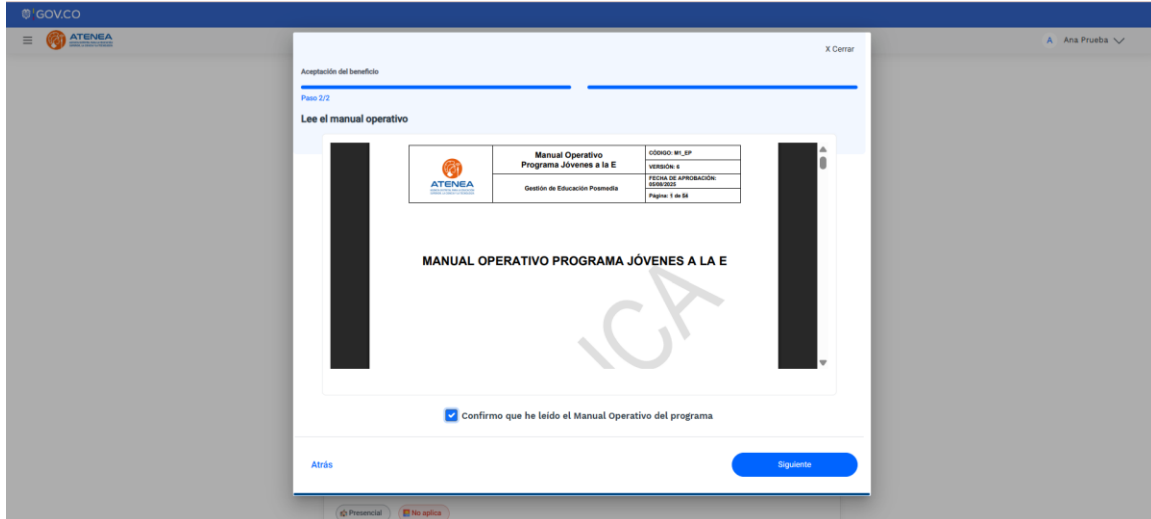 GOV.CO
ATENEA
A Ana Prueba
X Cerrar
Aceptación del beneficio
Paso 2/2
Lee el manual operativo
ATENEA
Manual Operativo
Programa Jóvenes a la E
Gestión de Educación Posmedia
CÓDIGO: M1_EP
VERSIÓN: 6
FECHA DE APROBACIÓN:
05/09/2025
Página: 1 de 56
MANUAL OPERATIVO PROGRAMA JÓVENES A LA E
ICA
Confirmo que he leído el Manual Operativo del programa
Atrás
Siguiente
Presencial
No aplica